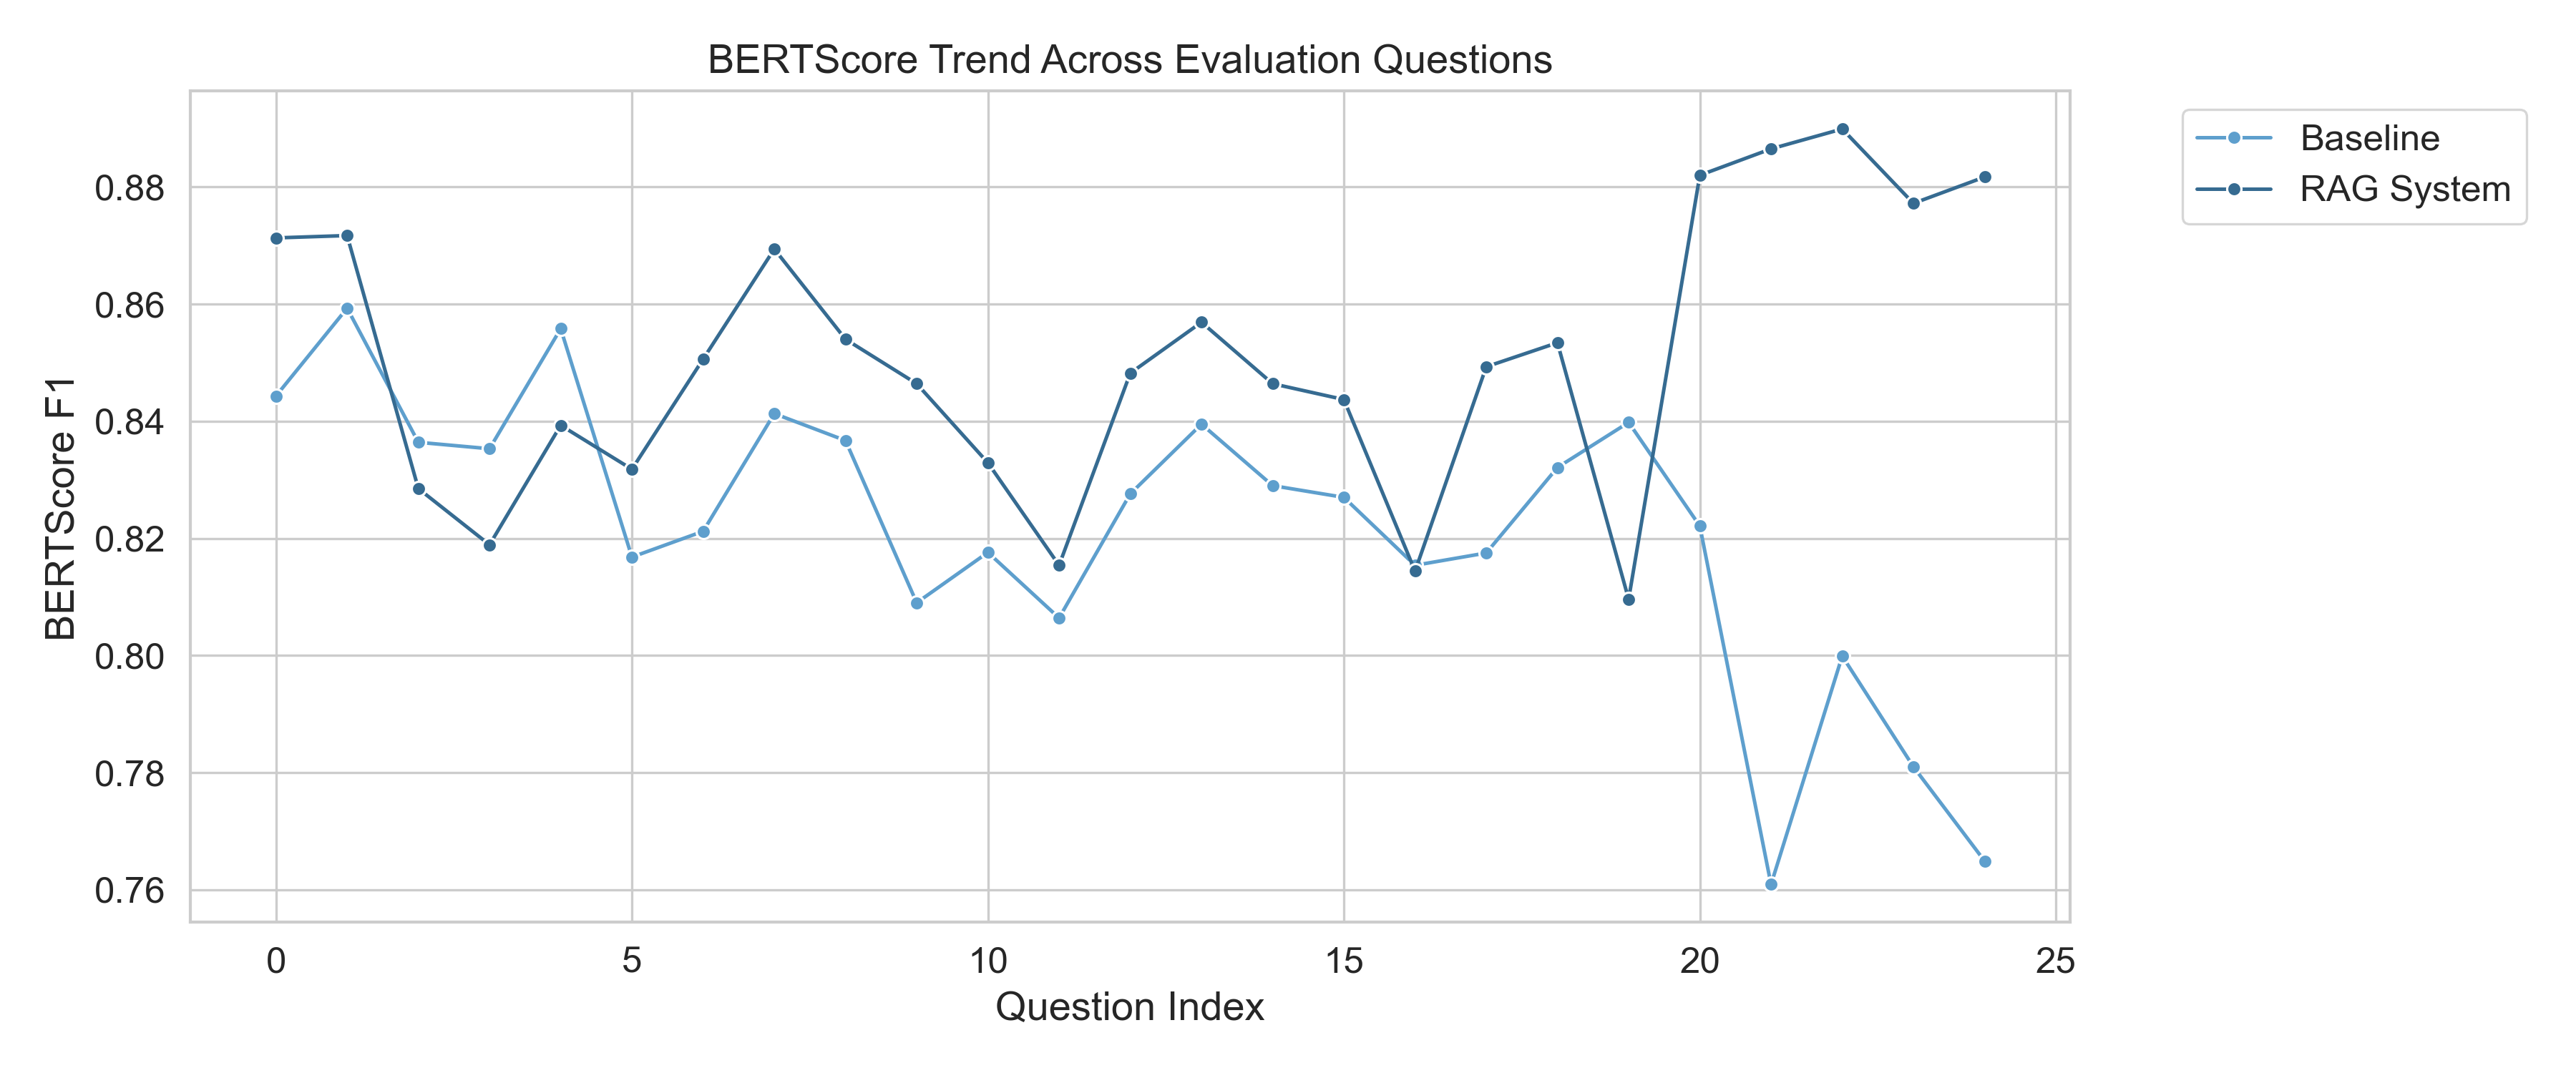 BERTScore Trend Across Evaluation Questions
Baseline
RAG System
BERTScore F1
0.88
0.86
0.84
0.82
0.80
0.78
0.76
0 5 10 15 20 25
Question Index